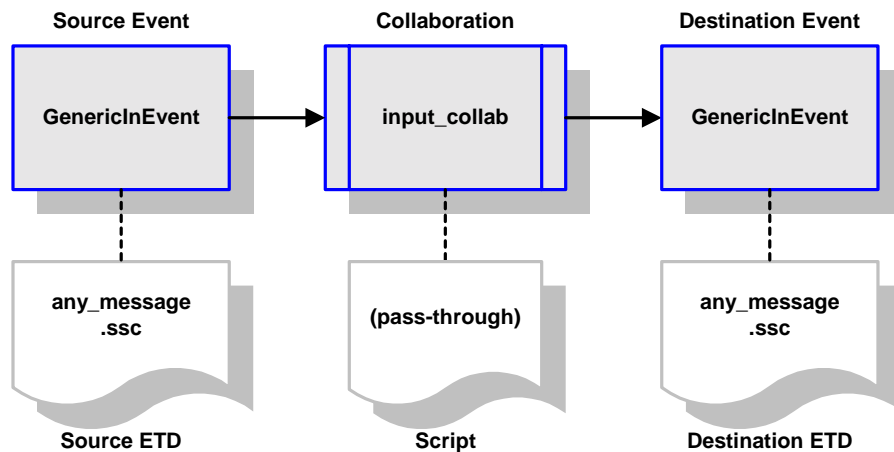 Source Event
Collaboration
Destination Event
GenericInEvent
input_collab
GenericInEvent
any_message
.ssc
(pass-through)
any_message
.ssc
Source ETD
Script
Destination ETD